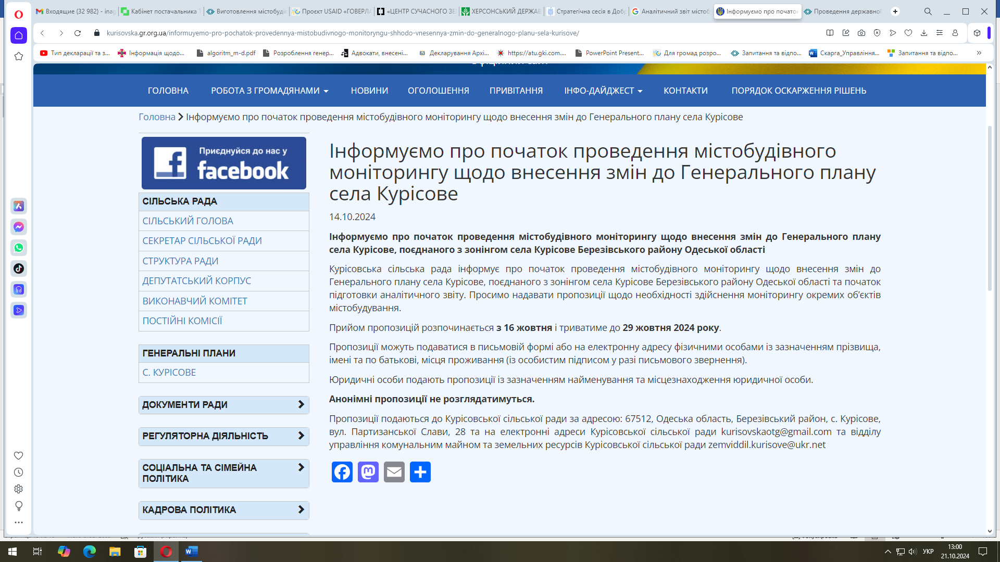 Входящие (32 982) - inag
Кабінет постачальника Т
Виготовлення містобудів
Проєкт USAID «ГОВЕРЛА
«ЦЕНТР СУЧАСНОГО ЗЕ
ХЕРСОНСЬКИЙ ДЕРЖАВ
Стратегічна сесія в Добр
Аналітичний звіт містоб
Інформуємо про початок
Проведення державної
kurisovska.gr.org.ua/informuyemo-pro-pochatok-provedennya-mistobudivnogo-monitoryngu-shhodo-vnesennya-zmin-do-generalnogo-planu-sela-kurisove/
Тип декларації та з...
Інформація щодо...
algoritm_m-d.pdf
Розроблення генер...
Адвокати, внесені...
Декларування Архі...
https://atu.gki.com....
PowerPoint Present...
Для громад розро...
Запитання та відпо...
Скарга_Управління...
Запитання та відпо...
ГОЛОВНА РОБОТА З ГРОМАДЯНАМИ НОВИНИ ОГОЛОШЕННЯ ПРИВІТАННЯ ІНФО-ДАЙДЖЕСТ КОНТАКТИ ПОРЯДОК ОСКАРЖЕННЯ РІШЕНЬ
Головна > Інформуємо про початок проведення містобудівного моніторингу щодо внесення змін до Генерального плану села Курісове
Приєднуйся до нас у
facebook
СІЛЬСЬКА РАДА
СІЛЬСЬКИЙ ГОЛОВА
СЕКРЕТАР СІЛЬСЬКОЇ РАДИ
СТРУКТУРА РАДИ
ДЕПУТАТСЬКИЙ КОРПУС
ВИКОНАВЧИЙ КОМІТЕТ
ПОСТІЙНІ КОМІСІЇ
ГЕНЕРАЛЬНІ ПЛАНИ
С. КУРІСОВЕ
ДОКУМЕНТИ РАДИ
РЕГУЛЯТОРНА ДІЯЛЬНІСТЬ
СОЦІАЛЬНА ТА СІМЕЙНА
ПОЛІТИКА
КАДРОВА ПОЛІТИКА
Інформуємо про початок проведення містобудівного
моніторингу щодо внесення змін до Генерального плану
села Курісове
14.10.2024
Інформуємо про початок проведення містобудівного моніторингу щодо внесення змін до Генерального плану
села Курісове, поєднаного з зонінгом села Курісове Березівського району Одеської області
Курісовська сільська рада інформує про початок проведення містобудівного моніторингу щодо внесення змін до
Генерального плану села Курісове, поєднаного з зонінгом села Курісове Березівського району Одеської області та початок
підготовки аналітичного звіту. Просимо надавати пропозиції щодо необхідності здійснення моніторингу окремих об’єктів
містобудування.
Прийом пропозицій розпочинається з 16 жовтня і триватиме до 29 жовтня 2024 року.
Пропозиції можуть подаватися в письмовій формі або на електронну адресу фізичними особами із зазначенням прізвища,
імені та по батькові, місця проживання (із особистим підписом у разі письмового звернення).
Юридичні особи подають пропозиції із зазначенням найменування та місцезнаходження юридичної особи.
Анонімні пропозиції не розглядатимуться.
Пропозиції подаються до Курісовської сільської ради за адресою: 67512, Одеська область, Березівський район, с. Курісове,
вул. Партизанської Слави, 28 та на електронні адреси Курісовської сільської ради kurisovskaotg@gmail.com та відділу
управління комунальним майном та земельних ресурсів Курісовської сільської ради zemviddil.kurisove@ukr.net
УКР
13:00
21.10.2024